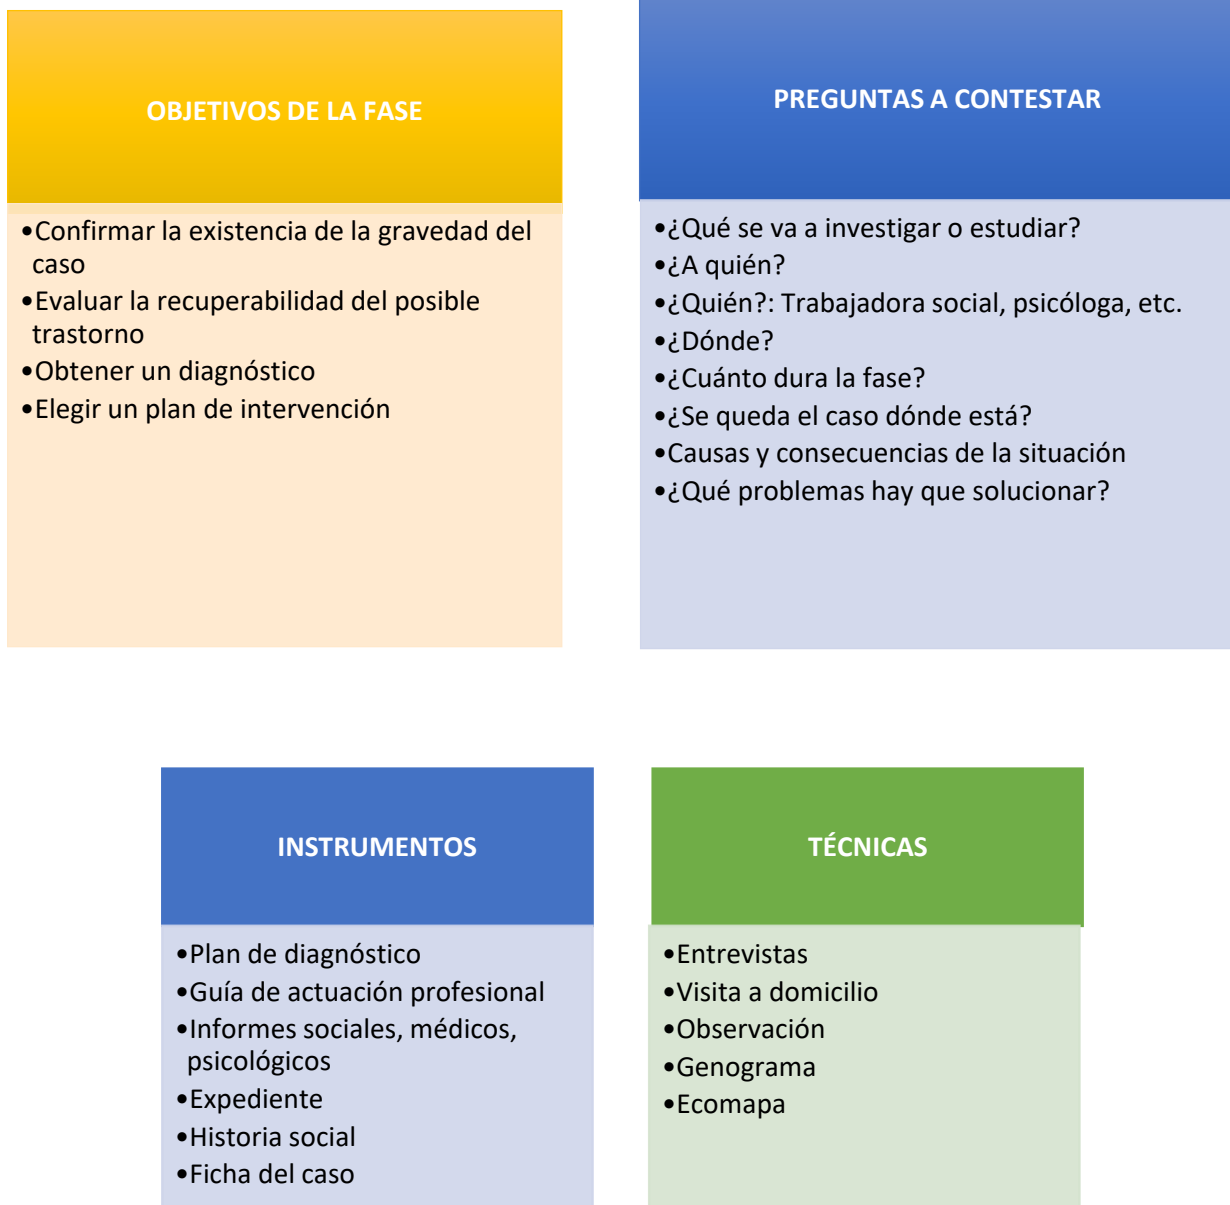 OBJETIVOS DE LA FASE
•Confirmar la existencia de la gravedad del
caso
•Evaluar la recuperabilidad del posible
trastorno
•Obtener un diagnóstico
•Elegir un plan de intervención
PREGUNTAS A CONTESTAR
•¿Qué se va a investigar o estudiar?
•¿A quién?
•¿Quién?: Trabajadora social, psicóloga, etc.
•¿Dónde?
•¿Cuánto dura la fase?
•¿Se queda el caso dónde está?
•Causas y consecuencias de la situación
•¿Qué problemas hay que solucionar?
INSTRUMENTOS
•Plan de diagnóstico
•Guía de actuación profesional
•Informes sociales, médicos,
psicológicos
•Expediente
•Historia social
•Ficha del caso
TÉCNICAS
•Entrevistas
•Visita a domicilio
•Observación
•Genograma
•Ecomapa